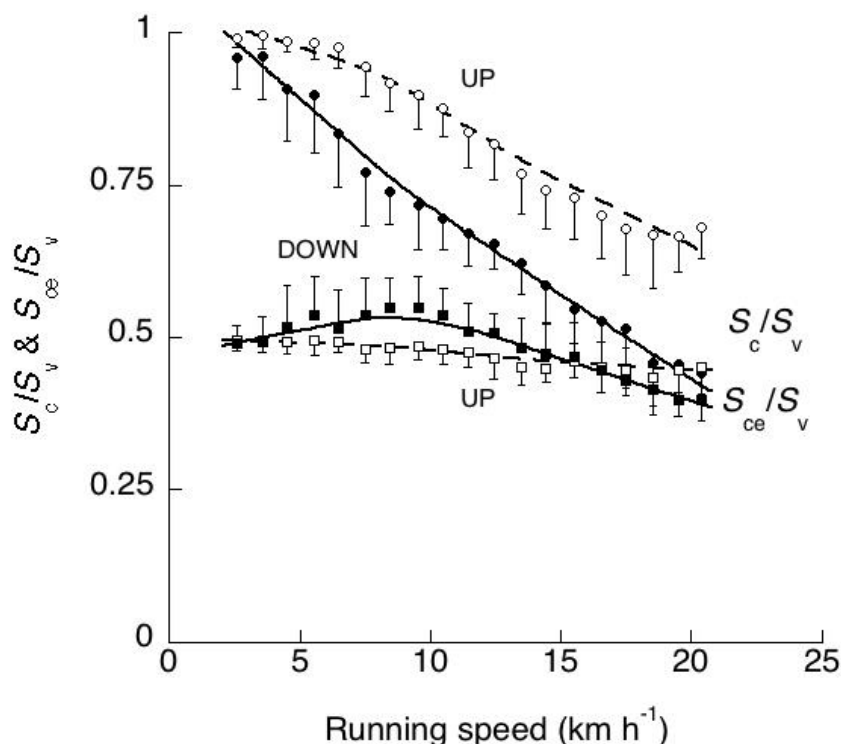 1
0.75
0.5
0.25
0
0
5
10
15
20
25
UP
DOWN
UP
S_c/S_v
S_ce/S_v
S_c/S_v & S_ce/S_v
Running speed (km h⁻¹)